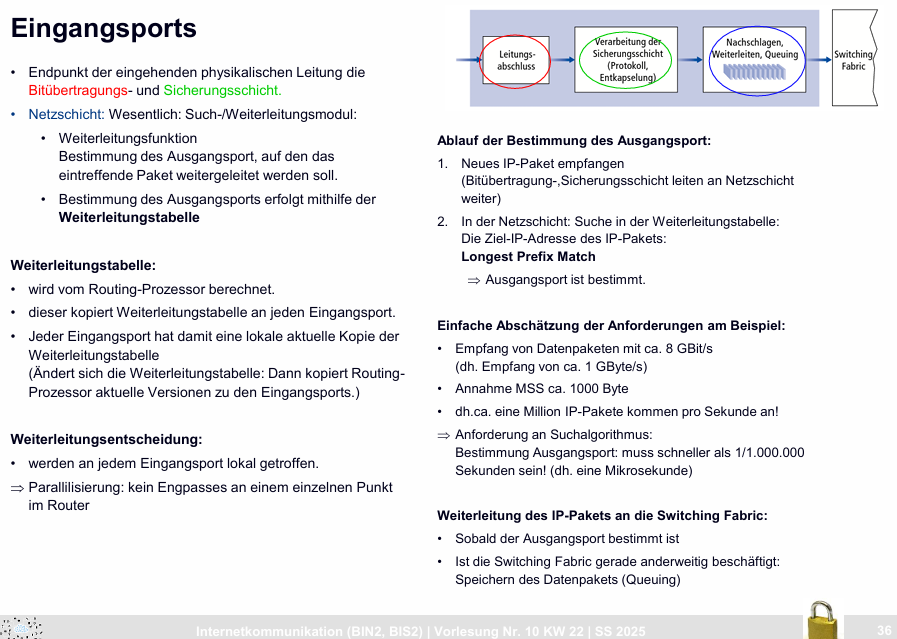 Eingangsports
• Endpunkt der eingehenden physikalischen Leitung die
Bitübertragungs- und Sicherungsschicht.
• Netzschicht: Wesentlich: Such-/Weiterleitungsmodul:
• Weiterleitungsfunktion
Bestimmung des Ausgangsport, auf den das
eintreffende Paket weitergeleitet werden soll.
• Bestimmung des Ausgangsports erfolgt mithilfe der
Weiterleitungstabelle
Weiterleitungstabelle:
• wird vom Routing-Prozessor berechnet.
• dieser kopiert Weiterleitungstabelle an jeden Eingangsport.
• Jeder Eingangsport hat damit eine lokale aktuelle Kopie der
Weiterleitungstabelle
(Ändert sich die Weiterleitungstabelle: Dann kopiert Routing-
Prozessor aktuelle Versionen zu den Eingangsports.)
Weiterleitungsentscheidung:
• werden an jedem Eingangsport lokal getroffen.
⇒ Parallilisierung: kein Engpasses an einem einzelnen Punkt
im Router
Leitungs-
abschluss
Verarbeitung der
Sicherungsschicht
(Protokoll,
Entkapselung)
Nachschlagen,
Weiterleiten, Queuing
Switching
Fabric
Ablauf der Bestimmung des Ausgangsport:
1. Neues IP-Paket empfangen
(Bitübertragung-,Sicherungsschicht leiten an Netzschicht
weiter)
2. In der Netzschicht: Suche in der Weiterleitungstabelle:
Die Ziel-IP-Adresse des IP-Pakets:
Longest Prefix Match
⇒ Ausgangsport ist bestimmt.
Einfache Abschätzung der Anforderungen am Beispiel:
• Empfang von Datenpaketen mit ca. 8 GBit/s
(dh. Empfang von ca. 1 GByte/s)
• Annahme MSS ca. 1000 Byte
• dh.ca. eine Million IP-Pakete kommen pro Sekunde an!
⇒ Anforderung an Suchalgorithmus:
Bestimmung Ausgangsport: muss schneller als 1/1.000.000
Sekunden sein! (dh. eine Mikrosekunde)
Weiterleitung des IP-Pakets an die Switching Fabric:
• Sobald der Ausgangsport bestimmt ist
• Ist die Switching Fabric gerade anderweitig beschäftigt:
Speichern des Datenpakets (Queuing)
Internetkommunikation (BIN2, BIS2) | Vorlesung Nr. 10 KW 22 | SS 2025
36